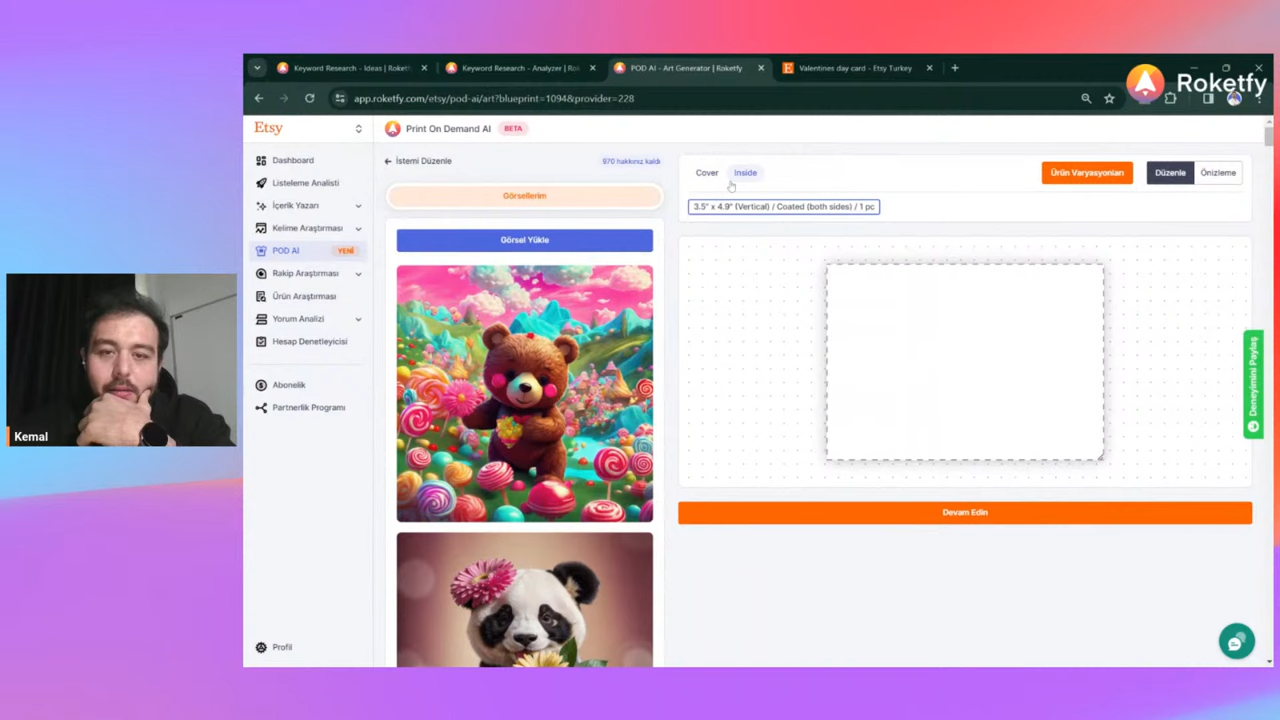 Keyword Research - Ideas | Roketf
Keyword Research - Analyzer | Ro
POD AI - Art Generator | Roketfy
Valentines day card - Etsy Turkey
Roketfy
app.roketfy.com/etsy/pod-ai/art?blueprint=1094&provider=228
Etsy
Print On Demand AI
BETA
Dashboard
Listeleme Analisti
İçerik Yazarı
Kelime Araştırması
POD AI
YENİ
Rakip Araştırması
Ürün Araştırması
Yorum Analizi
Hesap Denetleyicisi
Abonelik
Partnerlik Programı
Profil
İstemi Düzenle
970 hakkınız kaldı
Görsellerim
Görsel Yükle
Cover
Inside
Ürün Varyasyonları
Düzenle
Önizleme
3.5" x 4.9" (Vertical) / Coated (both sides) / 1 pc
Devam Edin
Deneyimini Paylaş
Kemal